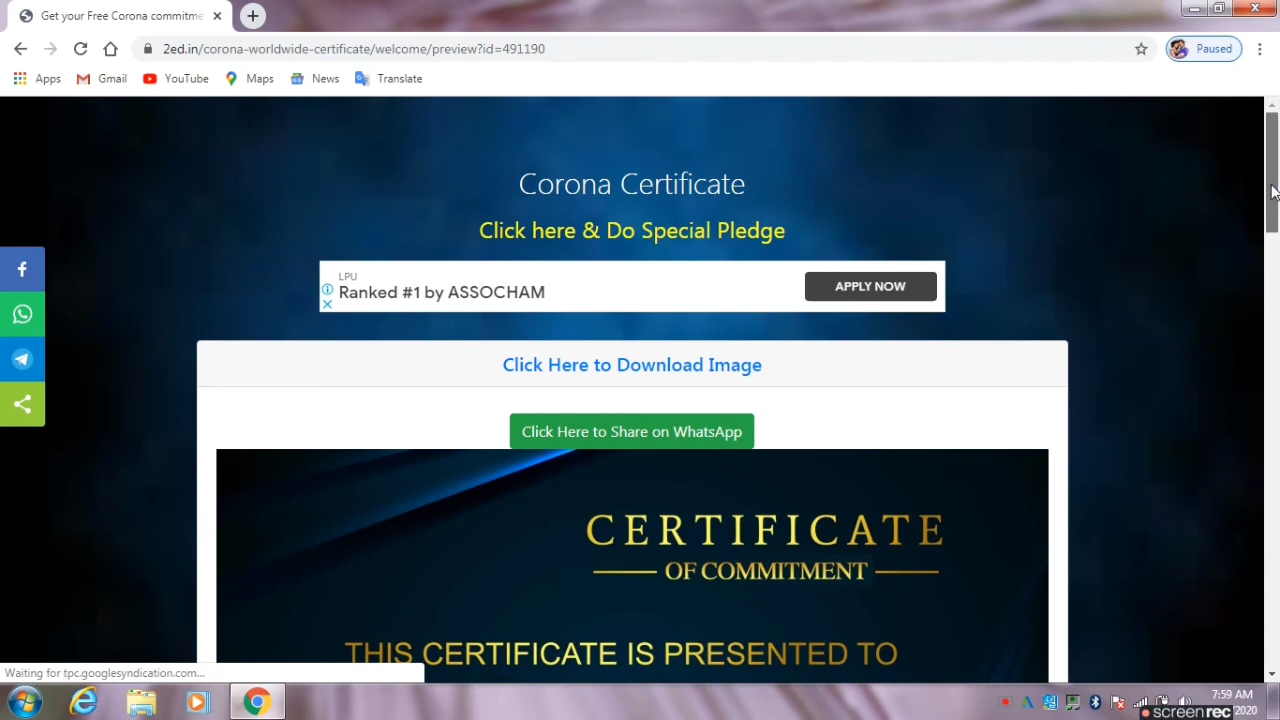 Get your Free Corona commitme
2ed.in/corona-worldwide-certificate/welcome/preview?id=491190
Paused
Apps
Gmail
YouTube
Maps
News
Translate
Corona Certificate
Click here & Do Special Pledge
LPU
Ranked #1 by ASSOCHAM
APPLY NOW
Click Here to Download Image
Click Here to Share on WhatsApp
CERTIFICATE
OF COMMITMENT
THIS CERTIFICATE IS PRESENTED TO
Waiting for tpc.googlesyndication.com...
7:59 AM
2020
screenrec